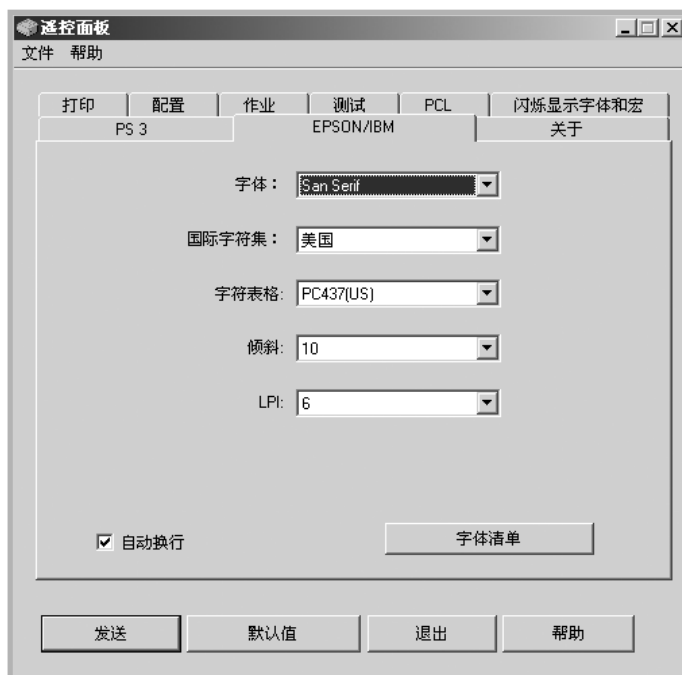 遥控面板
文件 帮助
打印 配置 作业 测试 PCL 闪烁显示字体和宏
PS 3 EPSON/IBM 关于
字体： San Serif
国际字符集： 美国
字符表格: PC437(US)
倾斜: 10
LPI: 6
自动换行 字体清单
发送 默认值 退出 帮助